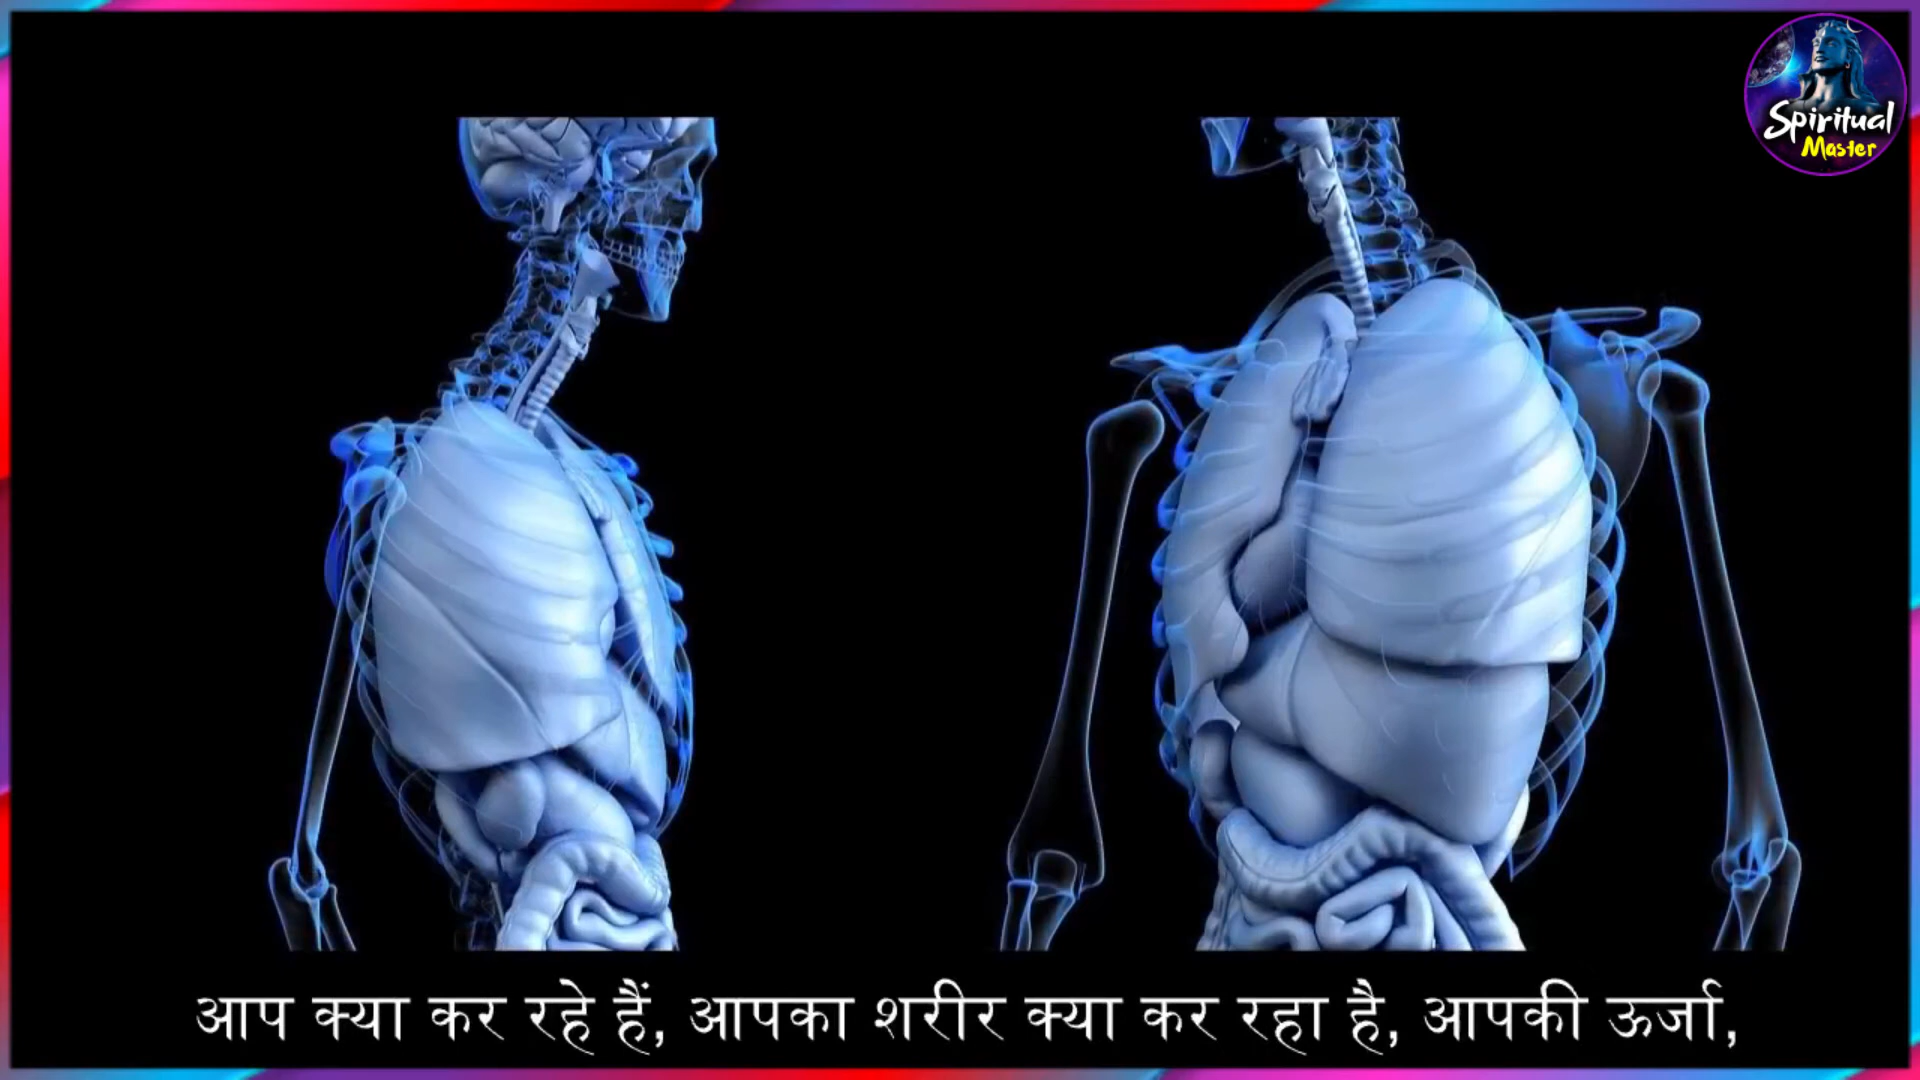 Spiritual
Master
आप क्या कर रहे हैं, आपका शरीर क्या कर रहा है, आपकी ऊर्जा,